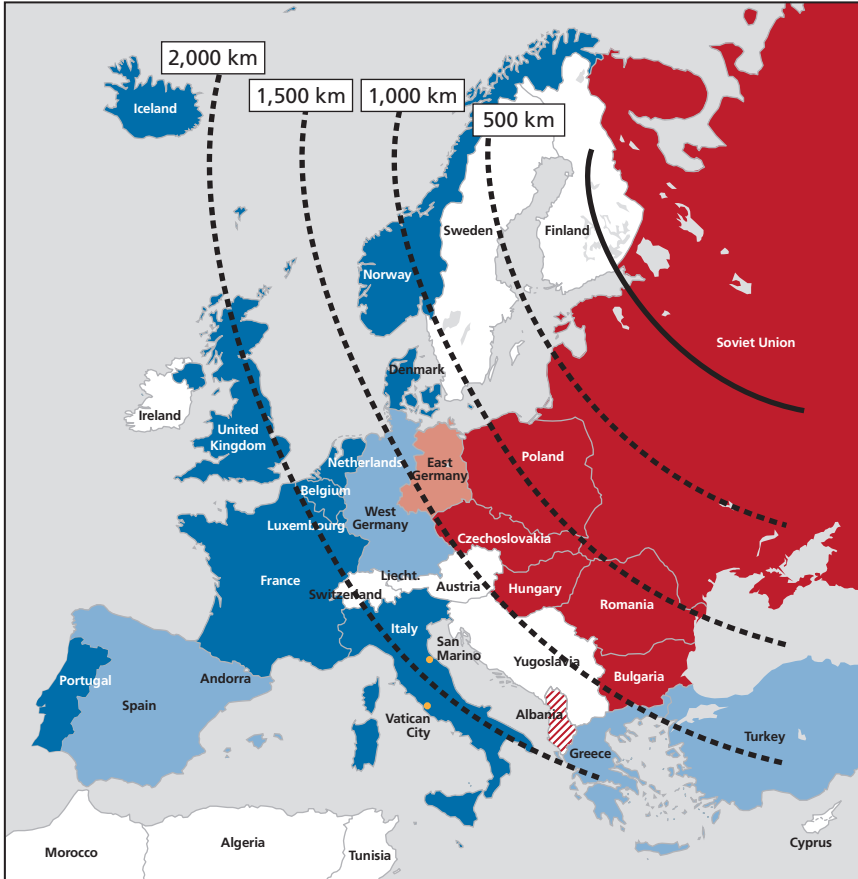 2,000 km
1,500 km
1,000 km
500 km
Iceland
Sweden
Finland
Norway
Soviet Union
Denmark
Ireland
United
Kingdom
Netherlands
East
Germany
Poland
Belgium
West
Germany
Luxembourg
Czechoslovakia
France
Liecht.
Switzerland
Austria
Hungary
Romania
Italy
San
Marino
Yugoslavia
Bulgaria
Portugal
Spain
Andorra
Vatican
City
Albania
Greece
Turkey
Morocco
Algeria
Tunisia
Cyprus